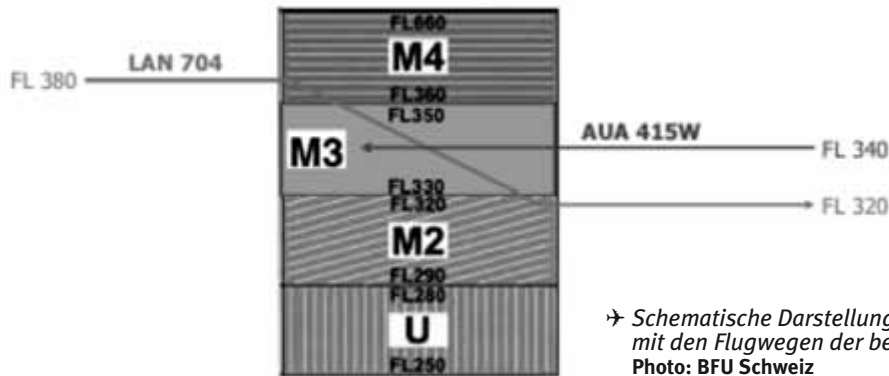 FL660
M4
FL 380 LAN 704
FL360
FL350
M3 AUA 415W FL 340
FL330
FL320 FL 320
M2
FL290
FL280
U
FL250
✈ Schematische Darstellung
mit den Flugwegen der be
Photo: BFU Schweiz